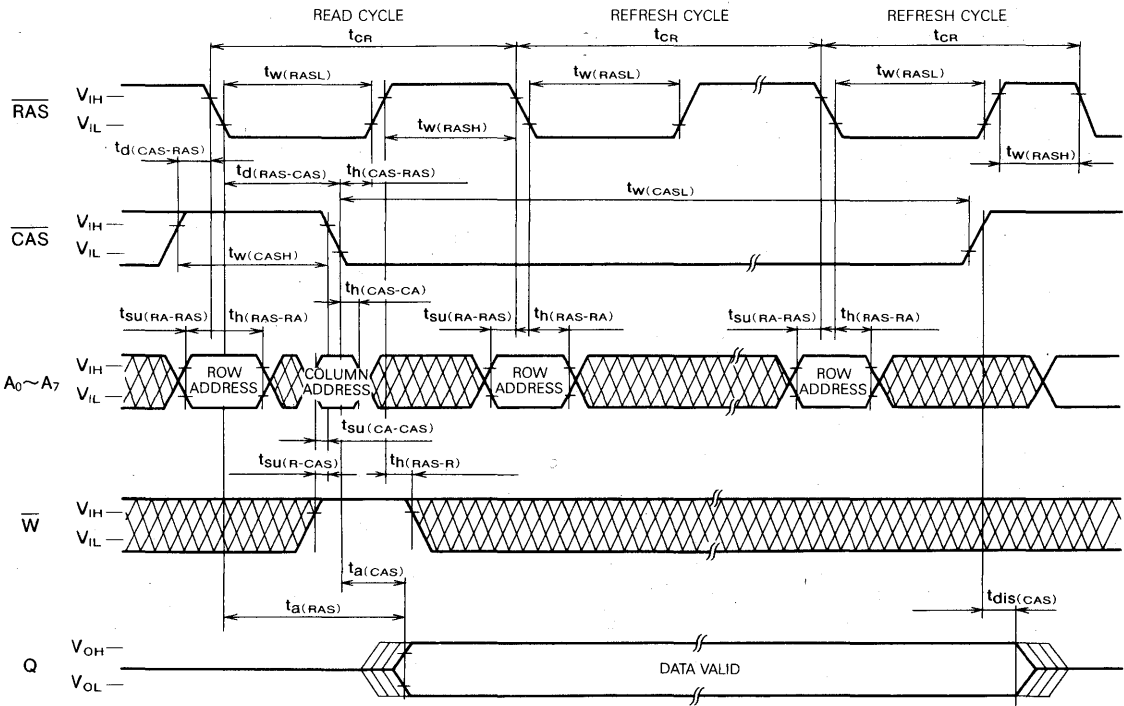 READ CYCLE REFRESH CYCLE REFRESH CYCLE
tCR tCR tCR
tw(RASL) tw(RASL) tw(RASL)
R̅A̅S̅ VIH
VIL
tw(RASH) tw(RASH)
td(CAS-RAS)
td(RAS-CAS) th(CAS-RAS)
tw(CASL)
C̅A̅S̅ VIH
VIL
tw(CASH)
th(CAS-CA)
tsu(RA-RAS) th(RAS-RA) tsu(RA-RAS) th(RAS-RA) tsu(RA-RAS) th(RAS-RA)
A0~A7 VIH
VIL
ROW ADDRESS
COLUMN ADDRESS
ROW ADDRESS
ROW ADDRESS
tsu(CA-CAS)
tsu(R-CAS) th(RAS-R)
W̅ VIH
VIL
ta(CAS)
ta(RAS)
tdis(CAS)
Q VOH
VOL
DATA VALID